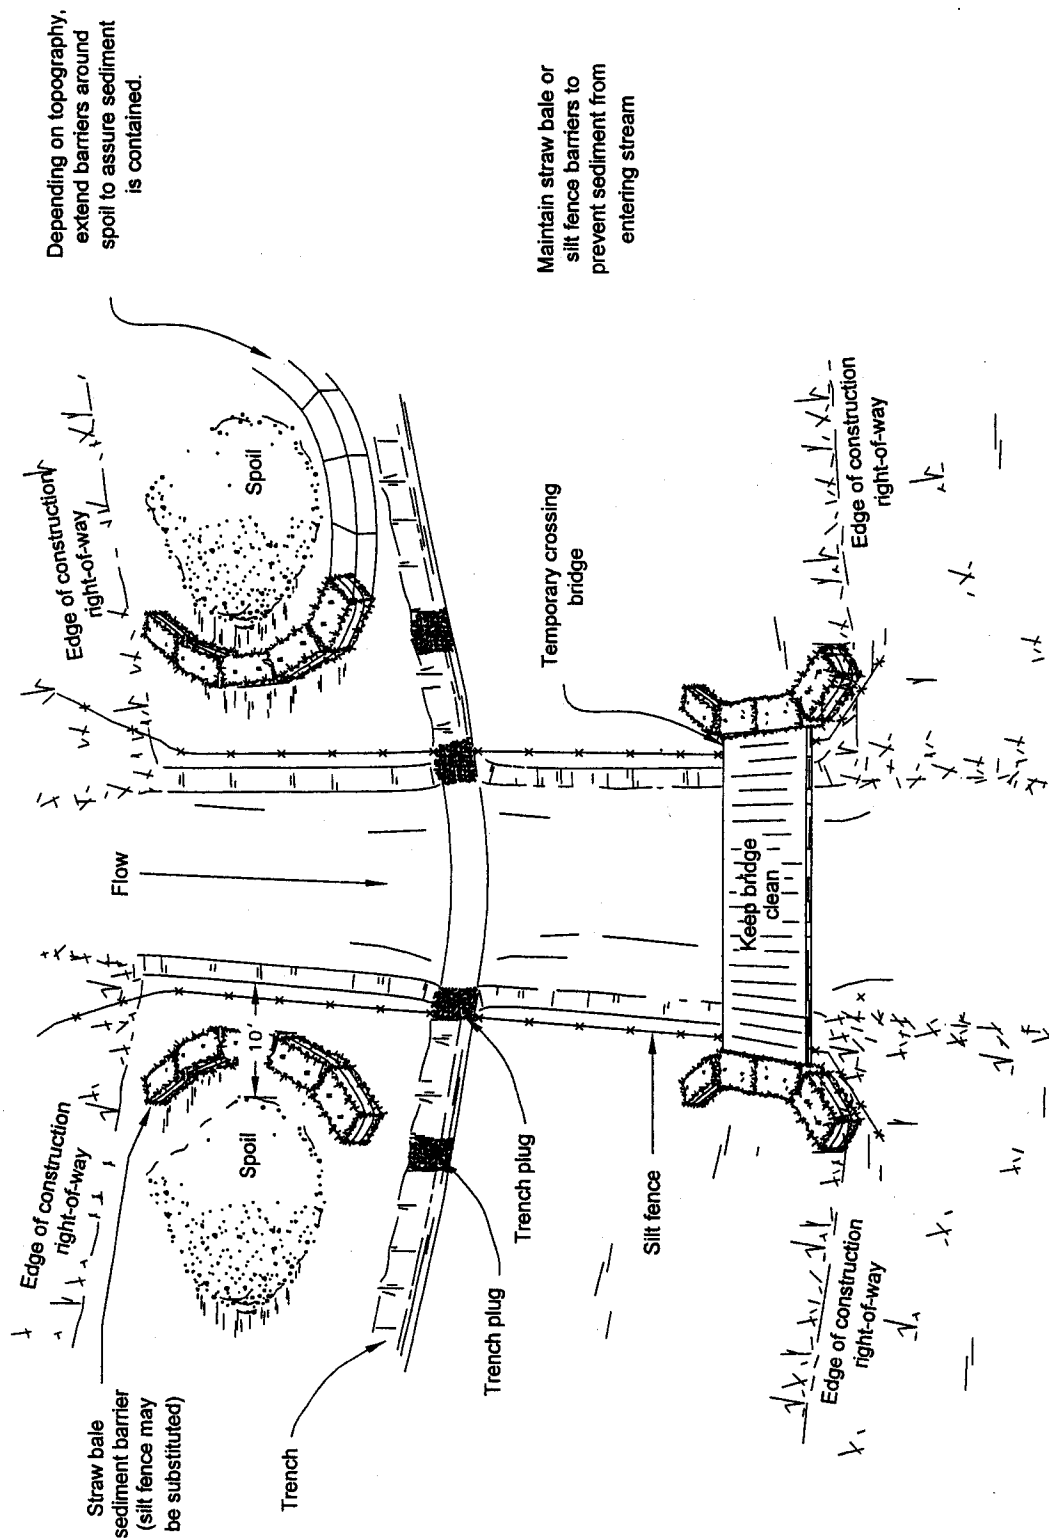 Depending on topography,
extend barriers around
spoil to assure sediment
is contained.
Maintain straw bale or
silt fence barriers to
prevent sediment from
entering stream
Edge of construction
right-of-way
Spoil
Temporary crossing
bridge
Edge of construction
right-of-way
Flow
Keep bridge
clean
10'
Edge of construction
right-of-way
Spoil
Trench plug
Silt fence
Trench plug
Edge of construction
right-of-way
Straw bale
sediment barrier
(silt fence may
be substituted)
Trench